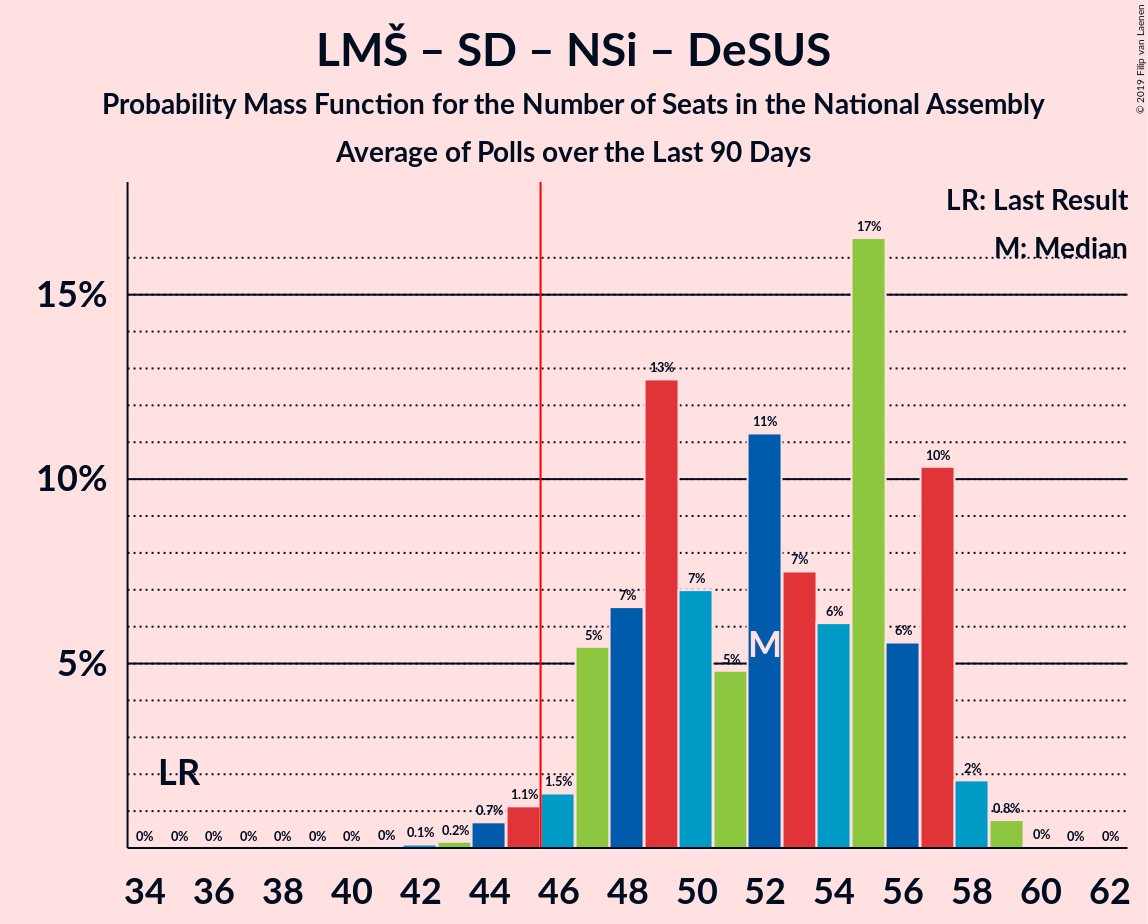 LMŠ – SD – NSi – DeSUS
Probability Mass Function for the Number of Seats in the National Assembly
Average of Polls over the Last 90 Days
© 2019 Filip van Laenen
LR: Last Result
M: Median
15%
10%
5%
17%
13%
11%
10%
7%
7%
7%
6%
6%
5%
5%
M
LR
2%
1.5%
1.1%
0.8%
0.7%
0% 0% 0% 0% 0% 0% 0% 0% 0.1% 0.2% 0% 0% 0%
34 36 38 40 42 44 46 48 50 52 54 56 58 60 62